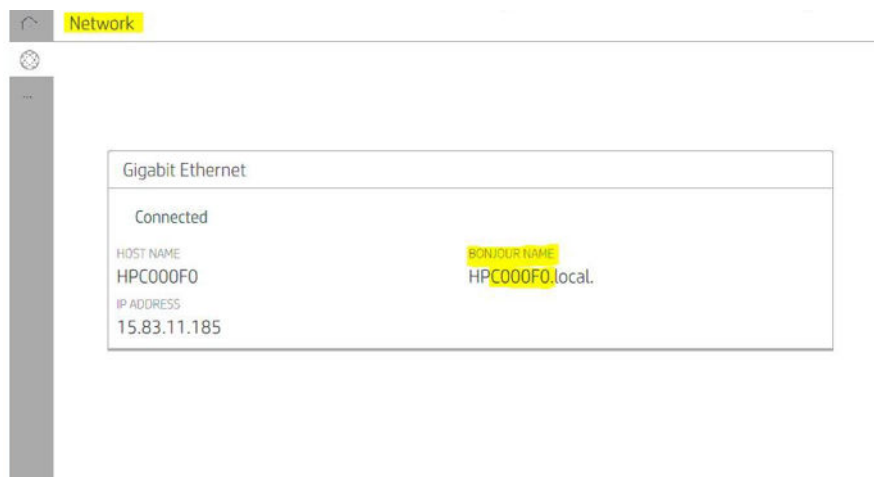 Network
Gigabit Ethernet
Connected
HOST NAME
HPC000F0
BONJOUR NAME
HPC000F0.local.
IP ADDRESS
15.83.11.185